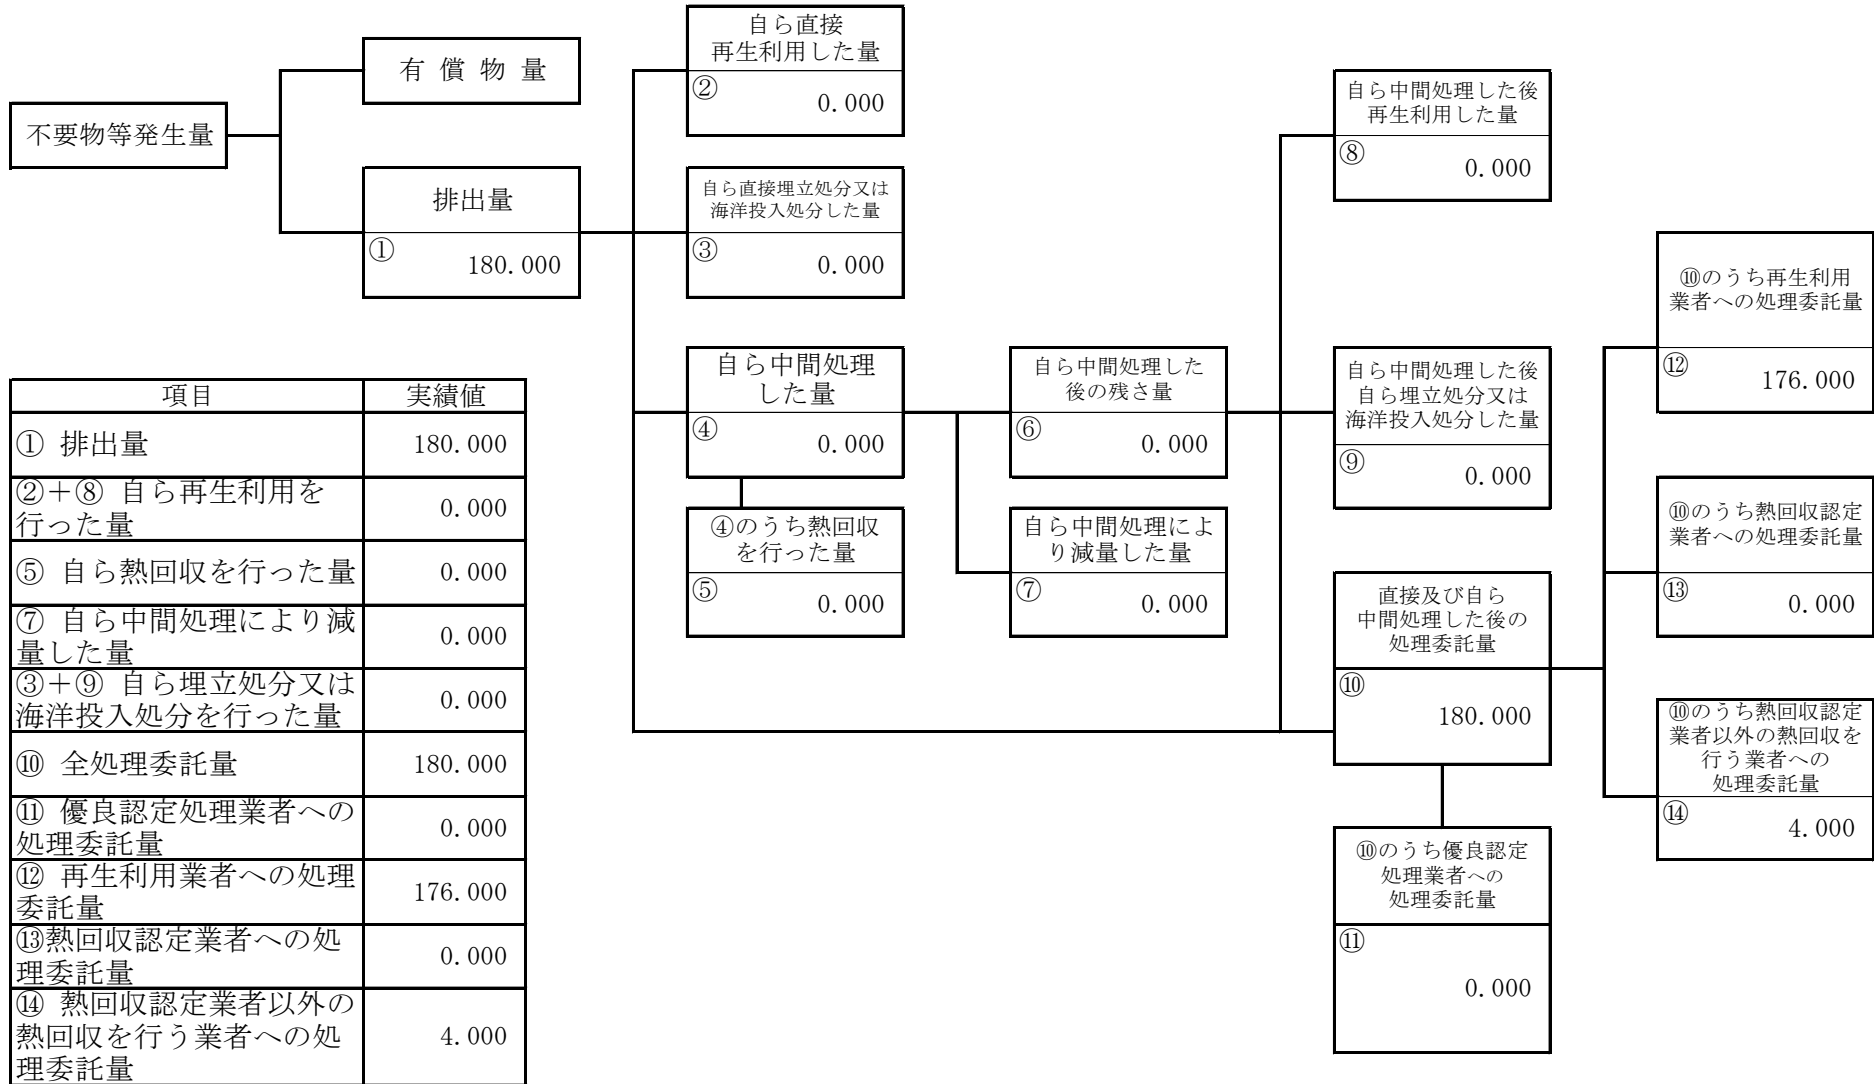 不要物等発生量
有 償 物 量
排出量
① 180.000
自ら直接
再生利用した量
② 0.000
自ら直接埋立処分又は
海洋投入処分した量
③ 0.000
自ら中間処理
した量
④ 0.000
④のうち熱回収
を行った量
⑤ 0.000
自ら中間処理した
後の残さ量
⑥ 0.000
自ら中間処理によ
り減量した量
⑦ 0.000
自ら中間処理した後
再生利用した量
⑧ 0.000
自ら中間処理した後
自ら埋立処分又は
海洋投入処分した量
⑨ 0.000
直接及び自ら
中間処理した後の
処理委託量
⑩ 180.000
⑩のうち優良認定
処理業者への
処理委託量
⑪ 0.000
⑩のうち再生利用
業者への処理委託量
⑫ 176.000
⑩のうち熱回収認定
業者への処理委託量
⑬ 0.000
⑩のうち熱回収認定
業者以外の熱回収を
行う業者への
処理委託量
⑭ 4.000
項目 実績値
① 排出量 180.000
②＋⑧ 自ら再生利用を
行った量 0.000
⑤ 自ら熱回収を行った量 0.000
⑦ 自ら中間処理により減
量した量 0.000
③＋⑨ 自ら埋立処分又は
海洋投入処分を行った量 0.000
⑩ 全処理委託量 180.000
⑪ 優良認定処理業者への
処理委託量 0.000
⑫ 再生利用業者への処理
委託量 176.000
⑬熱回収認定業者への処
理委託量 0.000
⑭ 熱回収認定業者以外の
熱回収を行う業者への処
理委託量 4.000